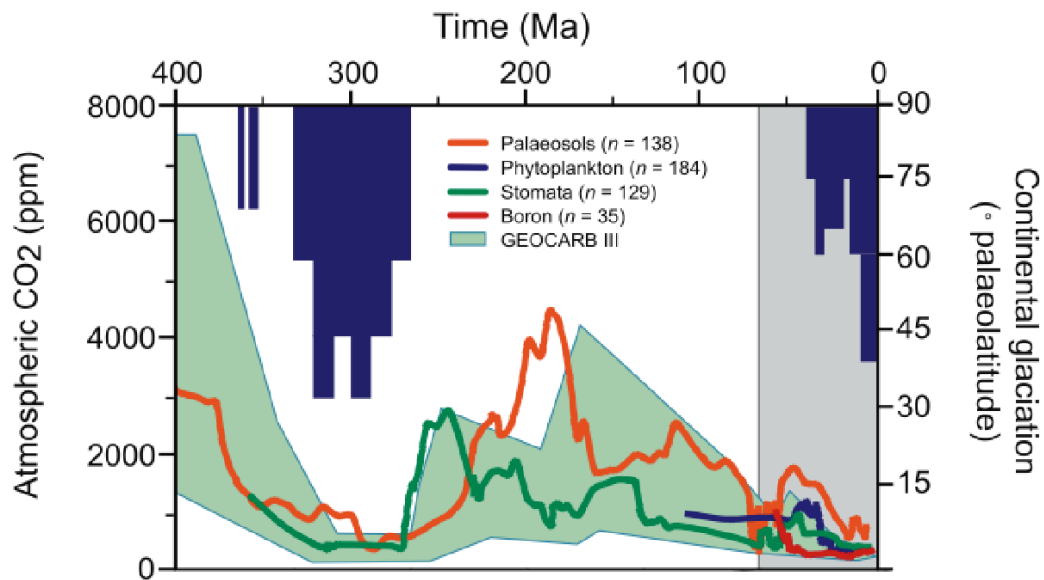 Time (Ma)
400 300 200 100 0
8000 90
75
6000
60
4000 45
30
2000
15
0 0
Atmospheric CO2 (ppm)
Continental glaciation
(° palaeolatitude)
Palaeosols (n = 138)
Phytoplankton (n = 184)
Stomata (n = 129)
Boron (n = 35)
GEOCARB III